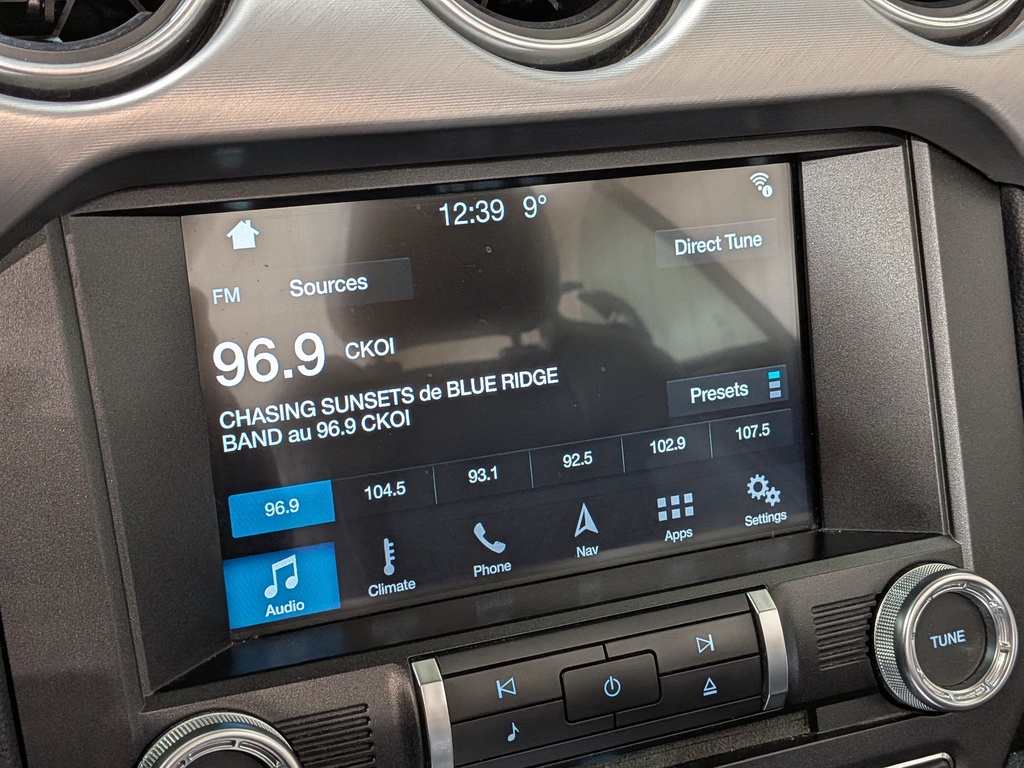 12:39 9°
Direct Tune
FM Sources
96.9 CKOI
CHASING SUNSETS de BLUE RIDGE
BAND au 96.9 CKOI
Presets
96.9 104.5 93.1 92.5 102.9 107.5
Audio Climate Phone Nav Apps Settings
TUNE